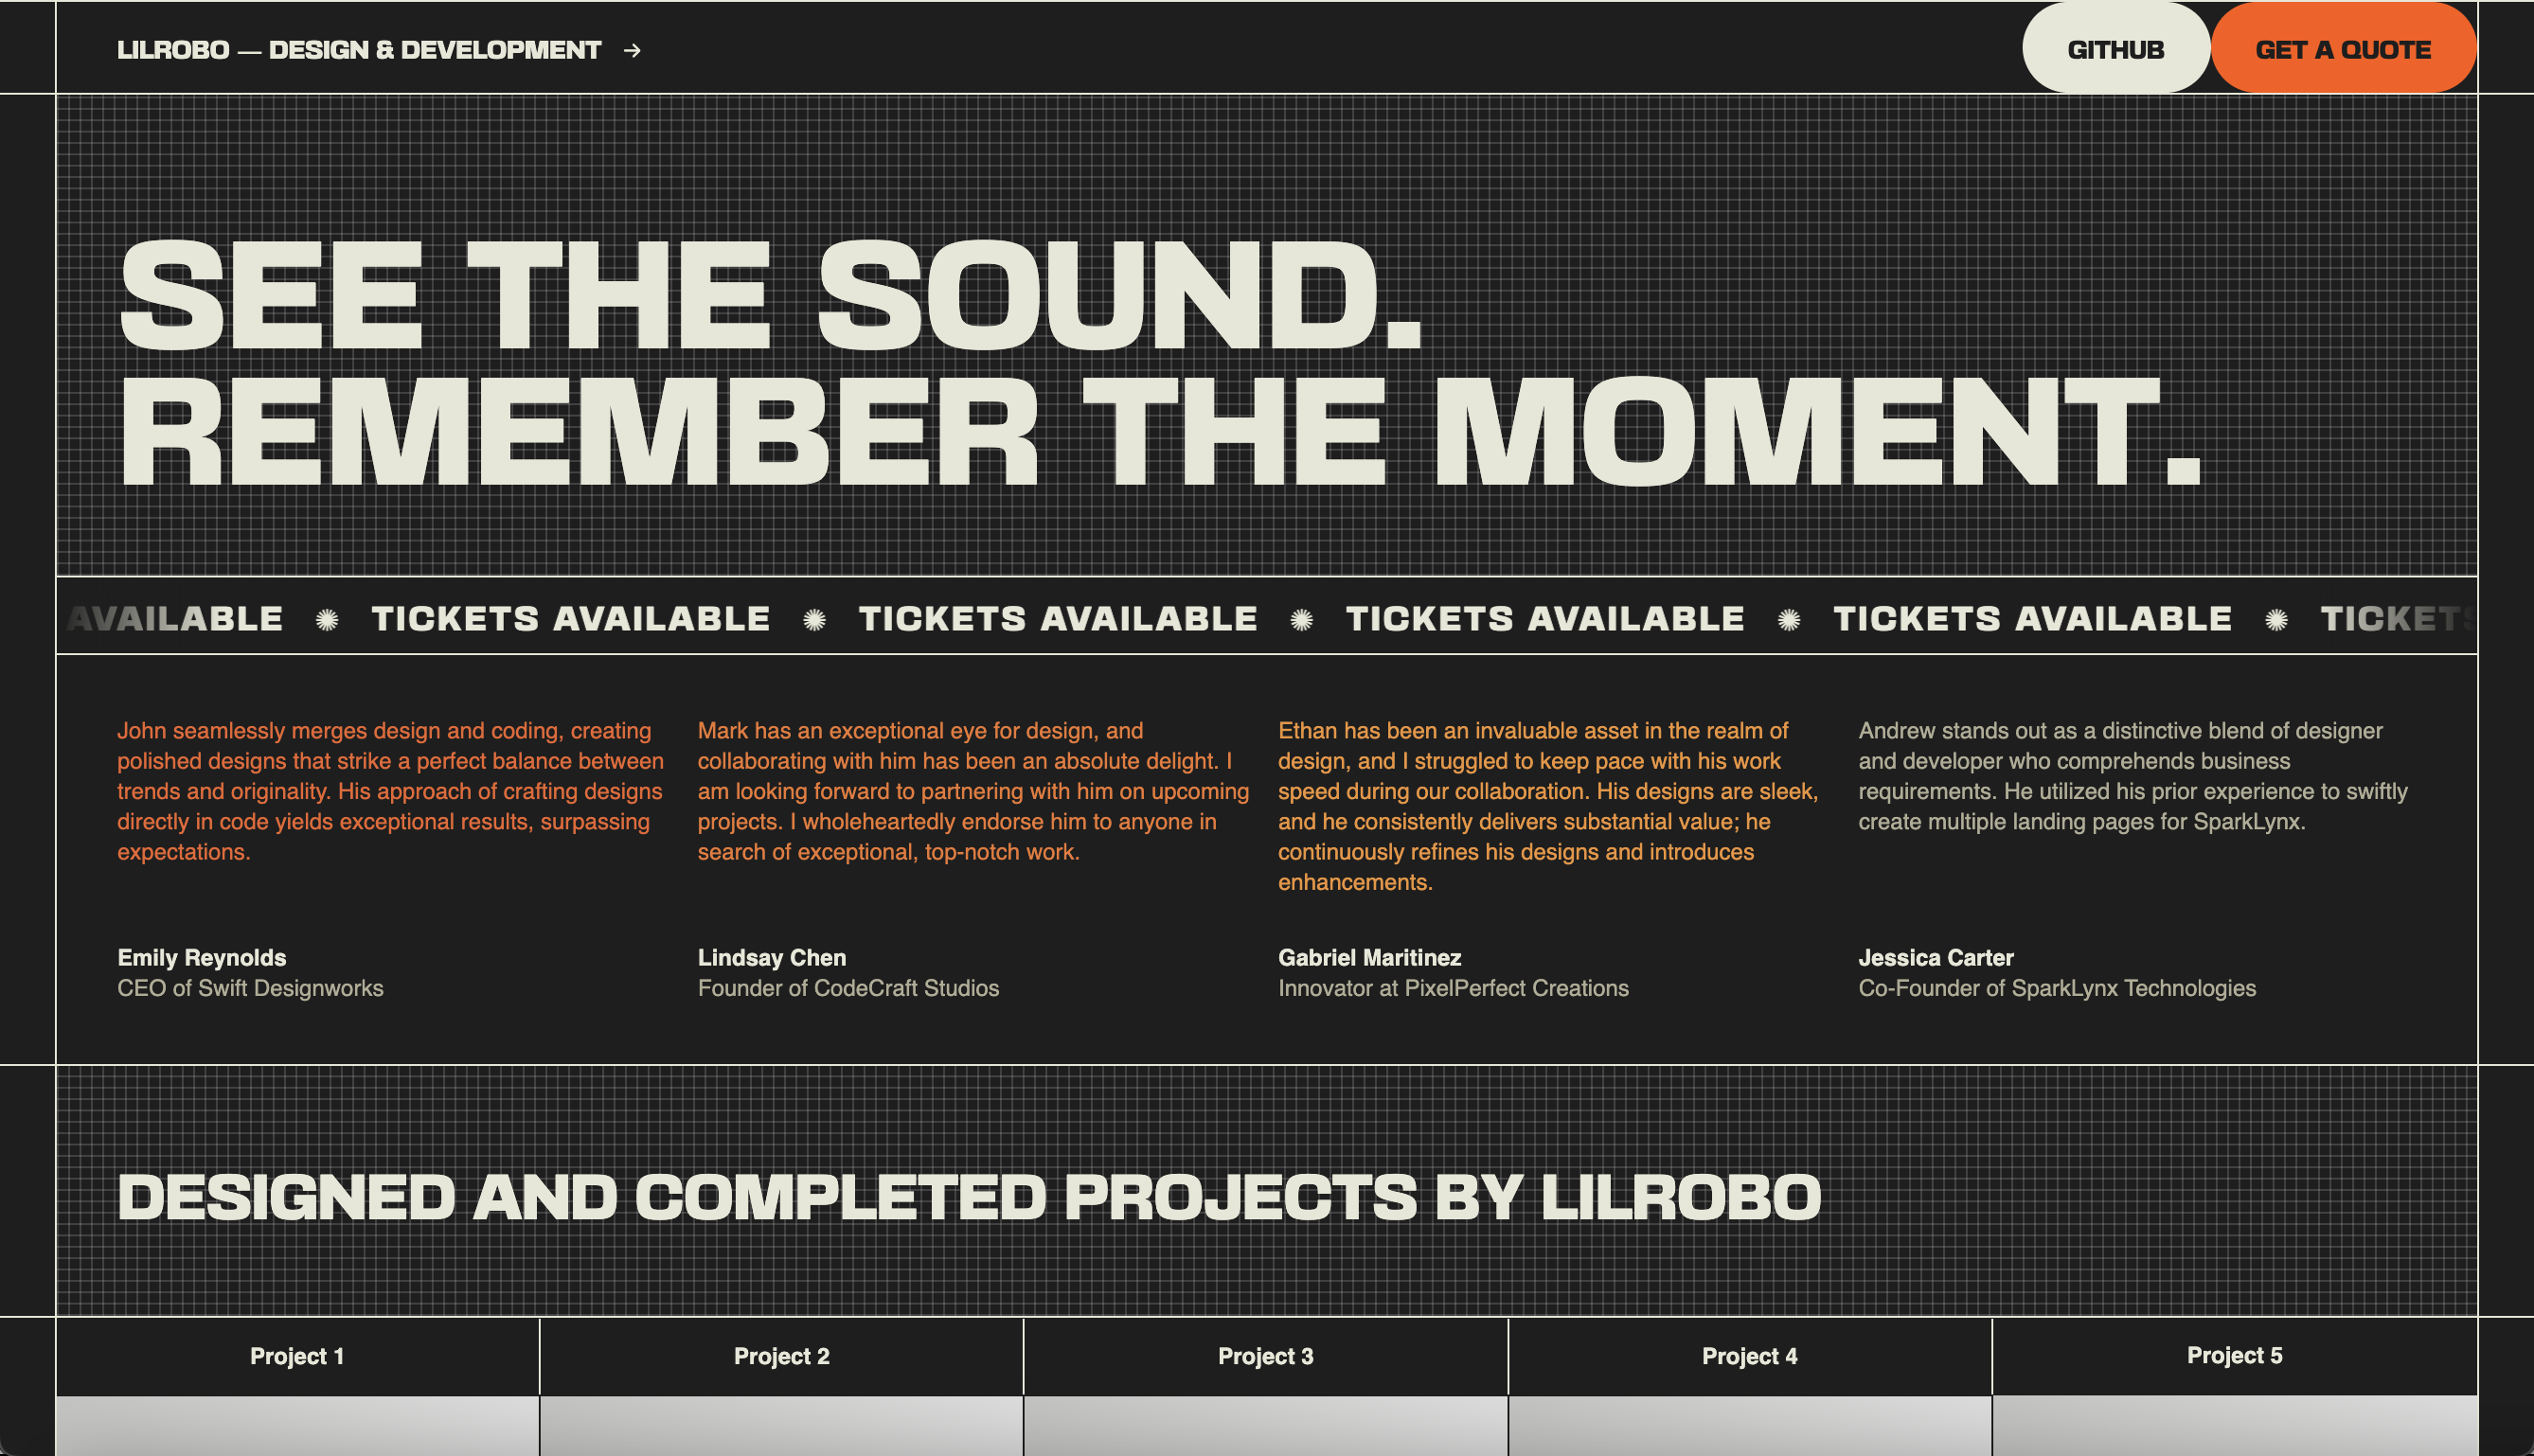 LILROBO — DESIGN & DEVELOPMENT →
GITHUB
GET A QUOTE
SEE THE SOUND.
REMEMBER THE MOMENT.
AVAILABLE ✺ TICKETS AVAILABLE ✺ TICKETS AVAILABLE ✺ TICKETS AVAILABLE ✺ TICKETS AVAILABLE ✺ TICKETS
John seamlessly merges design and coding, creating
polished designs that strike a perfect balance between
trends and originality. His approach of crafting designs
directly in code yields exceptional results, surpassing
expectations.
Emily Reynolds
CEO of Swift Designworks
Mark has an exceptional eye for design, and
collaborating with him has been an absolute delight. I
am looking forward to partnering with him on upcoming
projects. I wholeheartedly endorse him to anyone in
search of exceptional, top-notch work.
Lindsay Chen
Founder of CodeCraft Studios
Ethan has been an invaluable asset in the realm of
design, and I struggled to keep pace with his work
speed during our collaboration. His designs are sleek,
and he consistently delivers substantial value; he
continuously refines his designs and introduces
enhancements.
Gabriel Maritinez
Innovator at PixelPerfect Creations
Andrew stands out as a distinctive blend of designer
and developer who comprehends business
requirements. He utilized his prior experience to swiftly
create multiple landing pages for SparkLynx.
Jessica Carter
Co-Founder of SparkLynx Technologies
DESIGNED AND COMPLETED PROJECTS BY LILROBO
Project 1
Project 2
Project 3
Project 4
Project 5